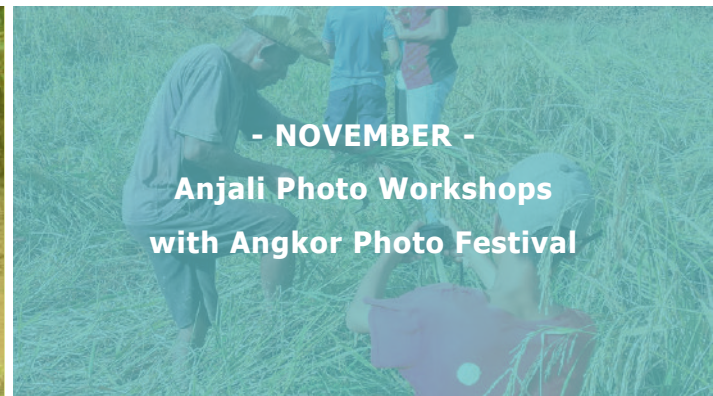 - NOVEMBER -
Anjali Photo Workshops
with Angkor Photo Festival